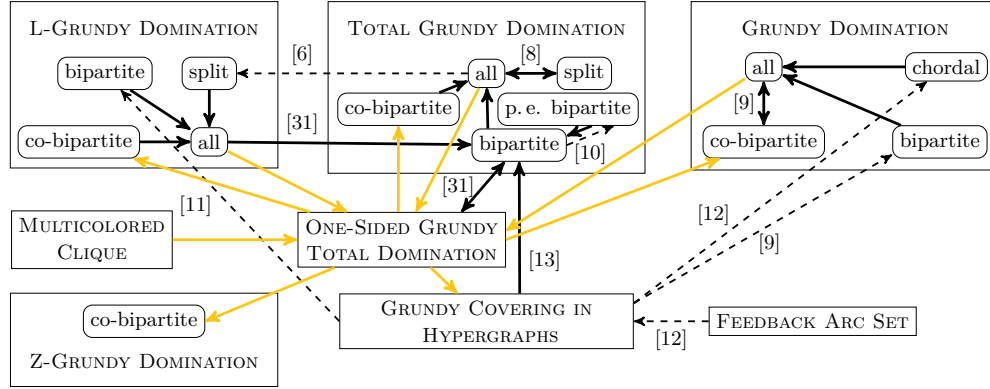 L-Grundy Domination
bipartite
split
co-bipartite
all
[6]
[31]
Total Grundy Domination
all
[8]
split
co-bipartite
p. e. bipartite
bipartite
[10]
Grundy Domination
all
chordal
[9]
co-bipartite
bipartite
[31]
[11]
[12]
[9]
[13]
Multicolored
Clique
One-Sided Grundy
Total Domination
co-bipartite
Z-Grundy Domination
Grundy Covering in
Hypergraphs
[12]
Feedback Arc Set